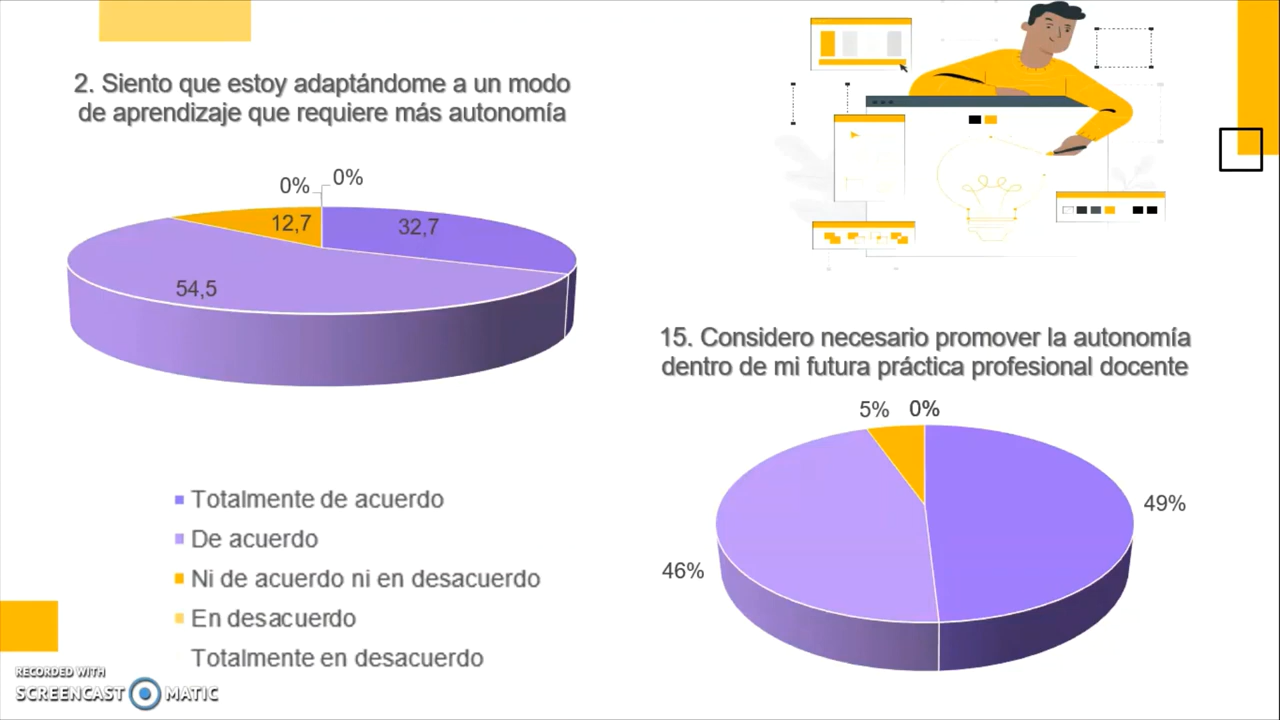 2. Siento que estoy adaptándome a un modo
de aprendizaje que requiere más autonomía
0%
0%
12,7
32,7
54,5
15. Considero necesario promover la autonomía
dentro de mi futura práctica profesional docente
5%
0%
49%
46%
Totalmente de acuerdo
De acuerdo
Ni de acuerdo ni en desacuerdo
En desacuerdo
Totalmente en desacuerdo
RECORDED WITH
SCREENCAST MATIC